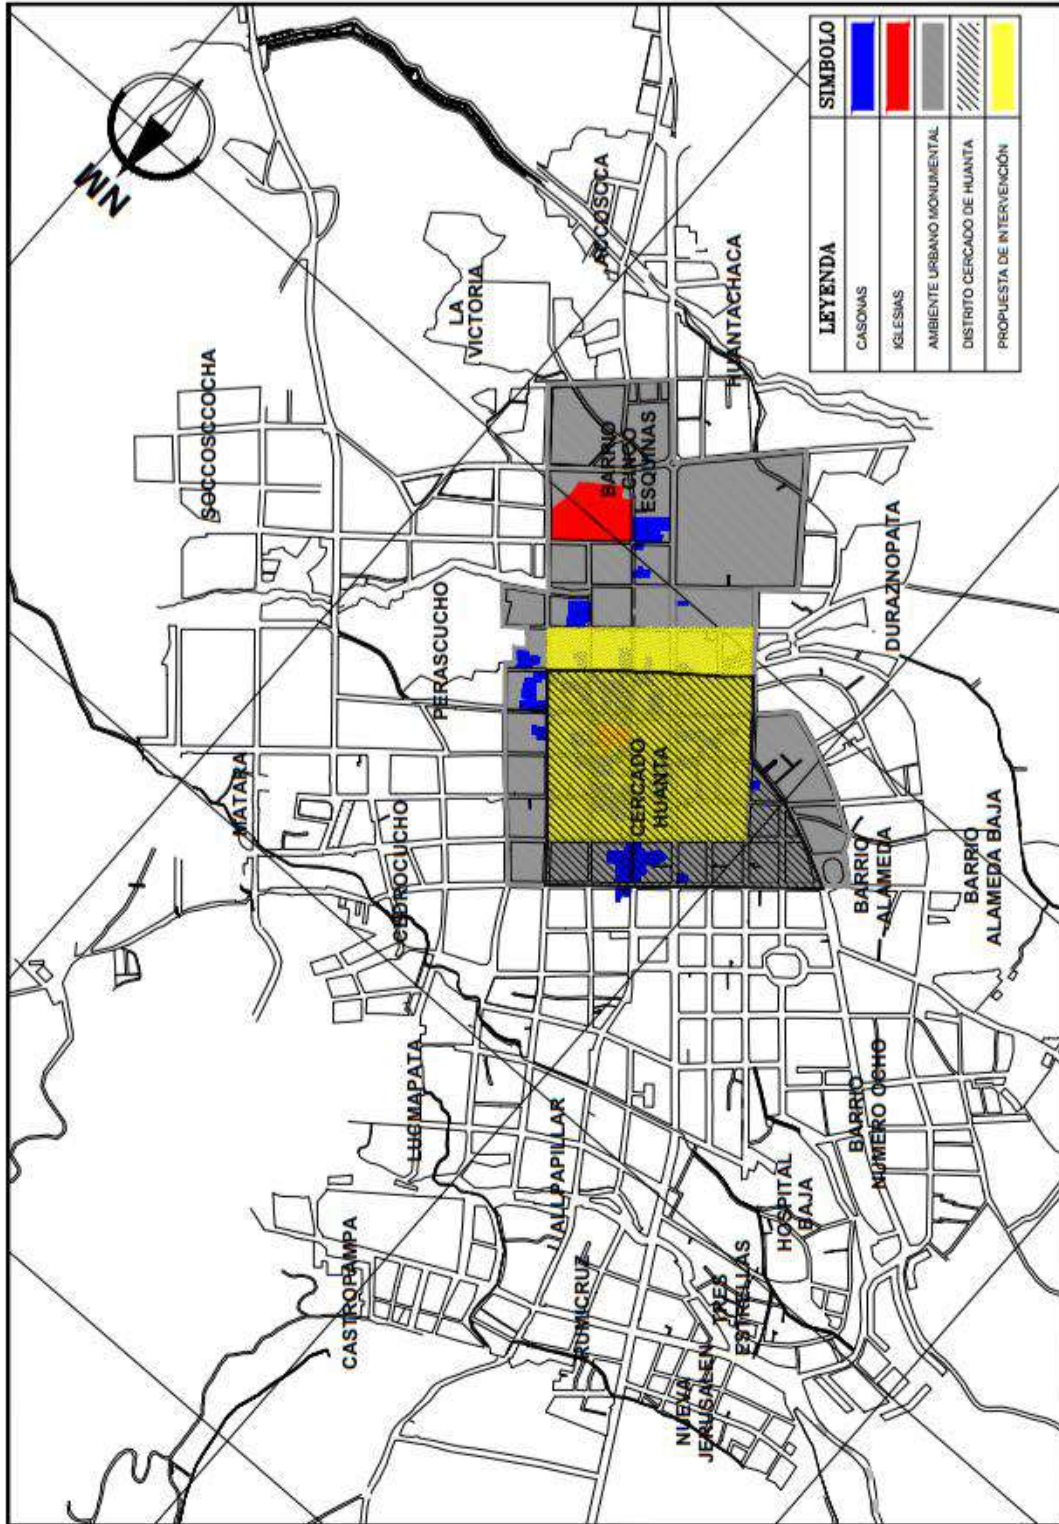 NM
LEYENDA
SIMBOLO
CASONAS
IGLESIAS
AMBIENTE URBANO MONUMENTAL
DISTRITO CERCADO DE HUANTA
PROPUESTA DE INTERVENCIÓN
CASTROPAMPA
LUCMAPATA
CEDROCUCHO
MATARA
PERASCUCHO
SOCCOSCCOCHA
LA
VICTORIA
ACCOSCCA
HUANTACHACA
BARRIO
CINCO
ESQUINAS
CERCADO
HUANTA
DURAZNOPATA
BARRIO
ALAMEDA
BARRIO
ALAMEDA BAJA
ALLPAPILLAR
RUMICRUZ
NUEVA
JERUSALEN
TRES
ESTRELLAS
HOSPITAL
BAJA
BARRIO
NUMERO OCHO